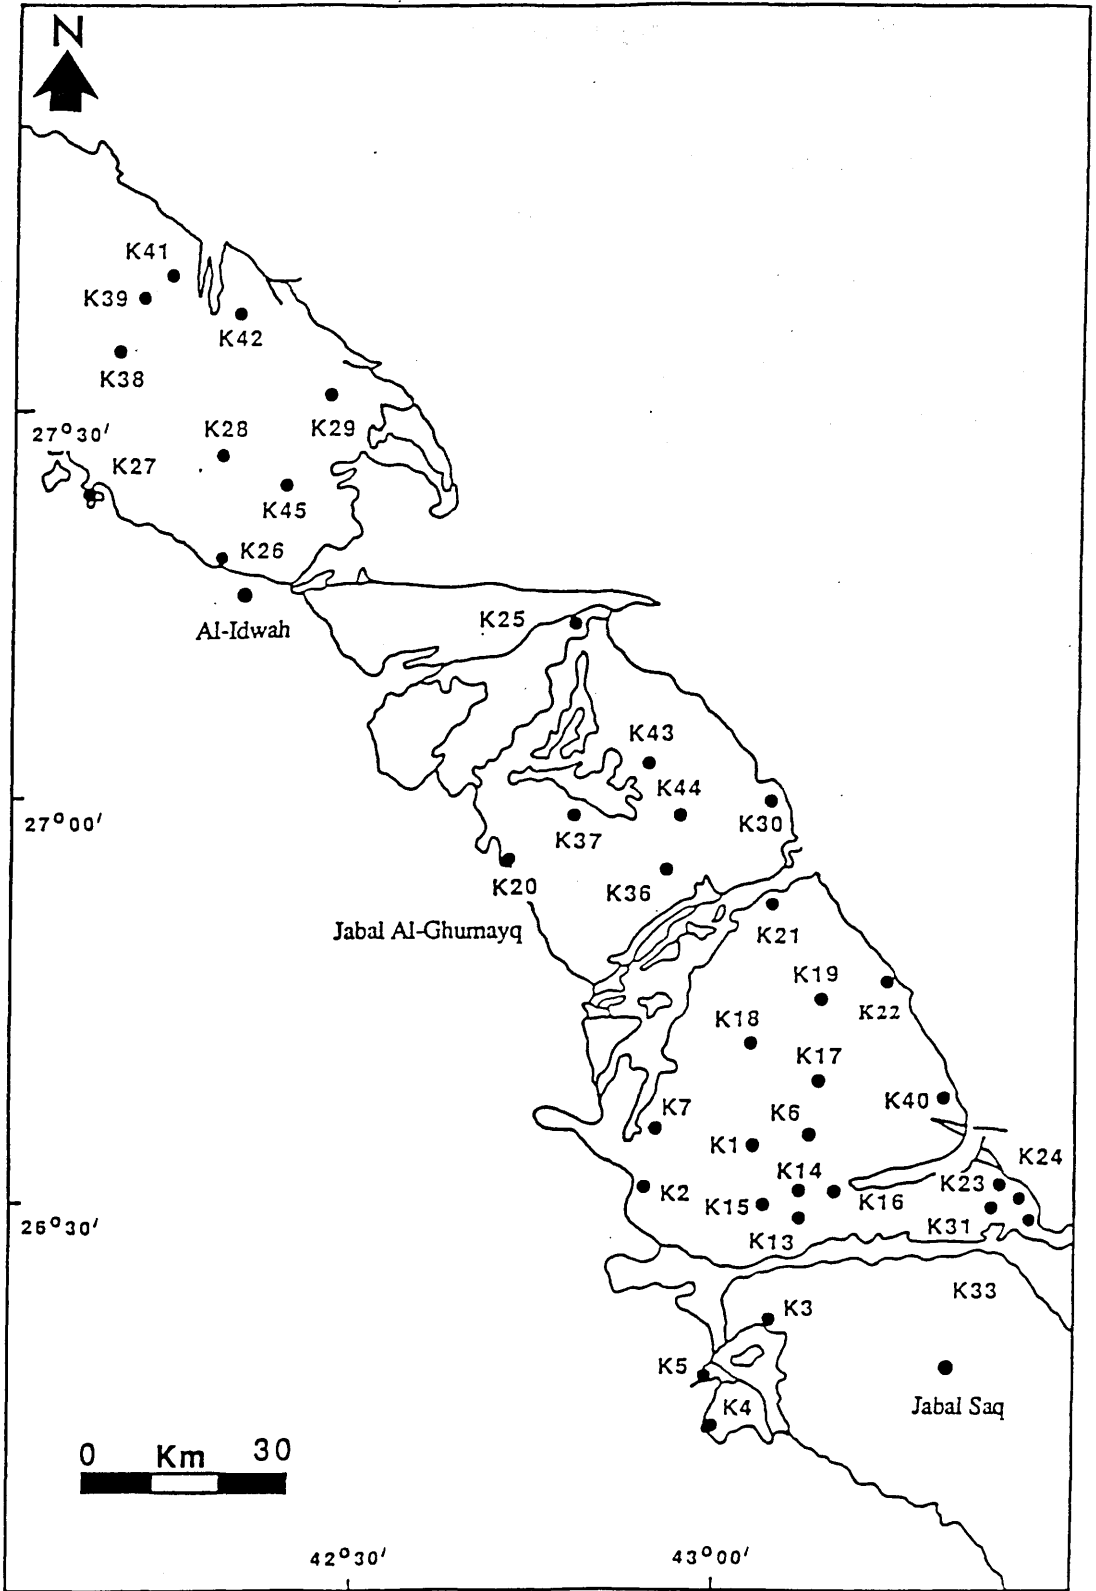 N
K41
K39
K42
K38
K29
27°30'
K28
K27
K45
K26
Al-Idwah
K25
K43
K44
27°00'
K37
K30
K20
K36
Jabal Al-Ghumayq
K21
K19
K22
K18
K17
K40
K7
K6
K1
K24
K14
K23
K2
K15
K16
26°30'
K13
K31
K33
K3
K5
Jabal Saq
K4
0 Km 30
42°30' 43°00'